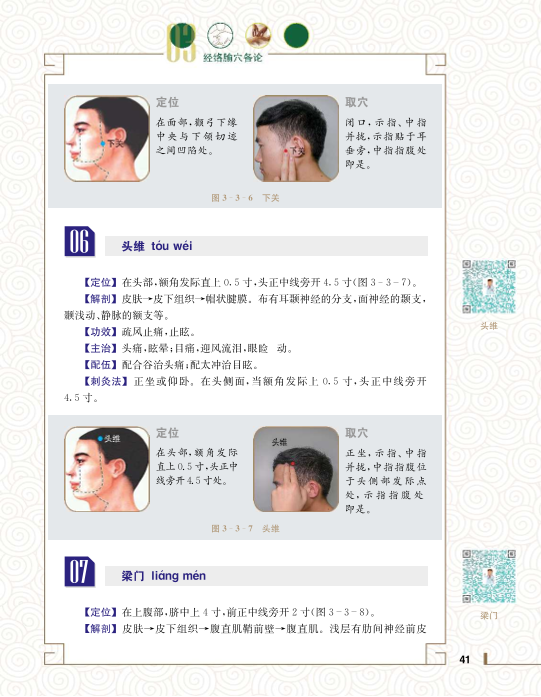 03
经络腧穴各论
定位
在面部,颧弓下缘
中央与下颌切迹
之间凹陷处。
下关
取穴
闭口,示指、中指
并拢,示指贴于耳
垂旁,中指指腹处
即是。
下关
图3-3-6 下关
06
头维 tóu wéi
【定位】在头部,额角发际直上0.5寸,头正中线旁开4.5寸(图3-3-7)。
【解剖】皮肤→皮下组织→帽状腱膜。布有耳颞神经的分支,面神经的颞支,
颞浅动、静脉的额支等。
【功效】疏风止痛,止眩。
【主治】头痛,眩晕;目痛,迎风流泪,眼睑 动。
【配伍】配合谷治头痛;配太冲治目眩。
【刺灸法】正坐或仰卧。在头侧面,当额角发际上0.5寸,头正中线旁开
4.5寸。
头维
头维
定位
在头部,额角发际
直上0.5寸,头正中
线旁开4.5寸处。
头维
取穴
正坐,示指、中指
并拢,中指指腹位
于头侧部发际点
处,示指指腹处
即是。
图3-3-7 头维
07
梁门 liáng mén
【定位】在上腹部,脐中上4寸,前正中线旁开2寸(图3-3-8)。
【解剖】皮肤→皮下组织→腹直肌鞘前壁→腹直肌。浅层有肋间神经前皮
梁门
41